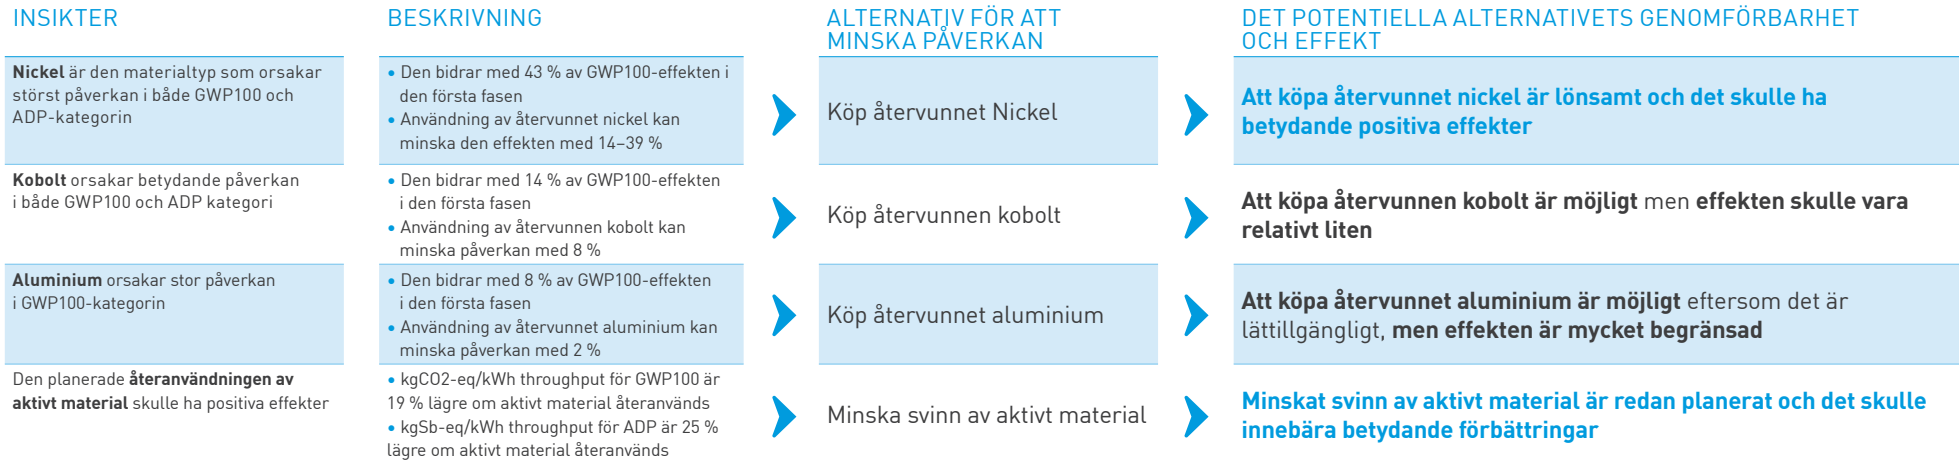 INSIKTER
BESKRIVNING
ALTERNATIV FÖR ATT
MINSKA PÅVERKAN
DET POTENTIELLA ALTERNATIVETS GENOMFÖRBARHET
OCH EFFEKT
Nickel är den materialtyp som orsakar
störst påverkan i både GWP100 och
ADP-kategorin
• Den bidrar med 43 % av GWP100-effekten i
den första fasen
• Användning av återvunnet nickel kan
minska den effekten med 14–39 %
Köp återvunnet Nickel
Att köpa återvunnet nickel är lönsamt och det skulle ha
betydande positiva effekter
Kobolt orsakar betydande påverkan
i både GWP100 och ADP kategori
• Den bidrar med 14 % av GWP100-effekten
i den första fasen
• Användning av återvunnen kobolt kan
minska påverkan med 8 %
Köp återvunnen kobolt
Att köpa återvunnen kobolt är möjligt men effekten skulle vara
relativt liten
Aluminium orsakar stor påverkan
i GWP100-kategorin
• Den bidrar med 8 % av GWP100-effekten
i den första fasen
• Användning av återvunnet aluminium kan
minska påverkan med 2 %
Köp återvunnet aluminium
Att köpa återvunnet aluminium är möjligt eftersom det är
lättillgängligt, men effekten är mycket begränsad
Den planerade återanvändningen av
aktivt material skulle ha positiva effekter
• kgCO2-eq/kWh throughput för GWP100 är
19 % lägre om aktivt material återanvänds
• kgSb-eq/kWh throughput för ADP är 25 %
lägre om aktivt material återanvänds
Minska svinn av aktivt material
Minskat svinn av aktivt material är redan planerat och det skulle
innebära betydande förbättringar